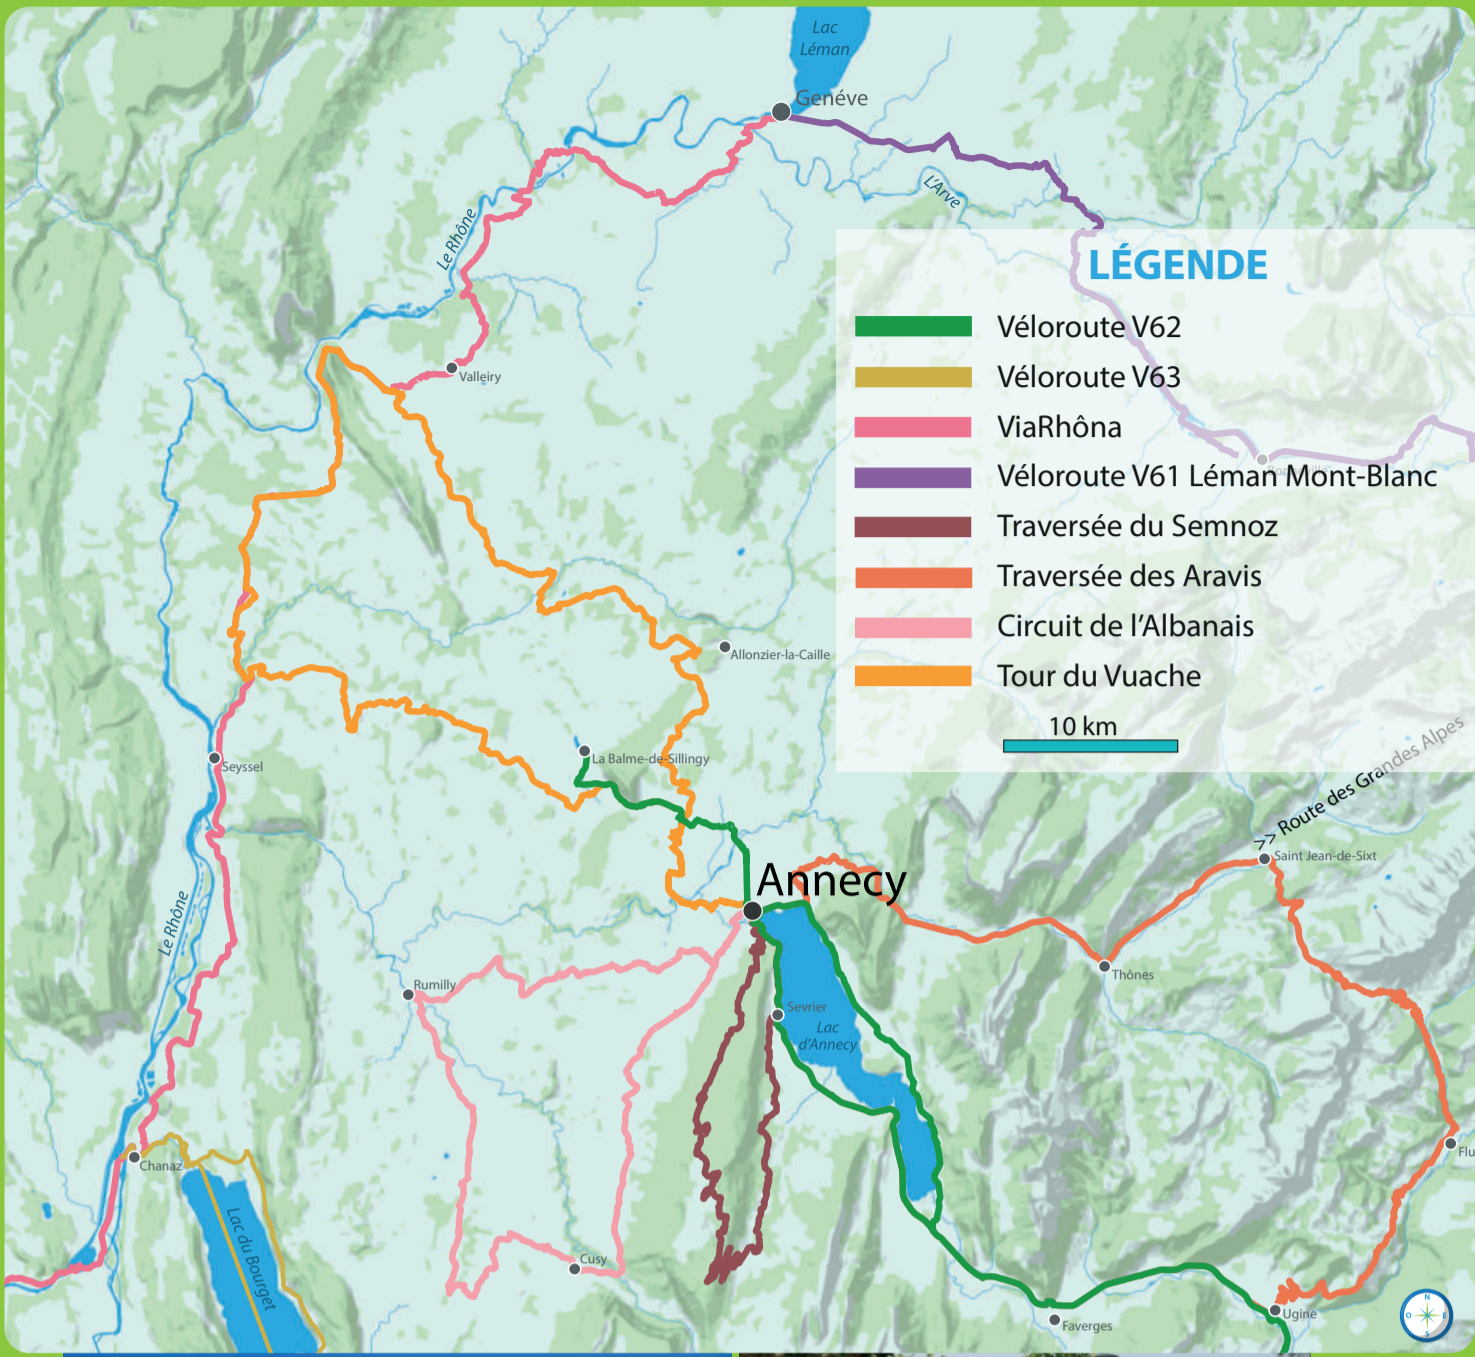 Lac
Léman
Genéve
L'Arve
Le Rhône
LÉGENDE
Véloroute V62
Véloroute V63
ViaRhôna
Véloroute V61 Léman Mont-Blanc
Traversée du Semnoz
Traversée des Aravis
Circuit de l'Albanais
Tour du Vuache
10 km
Valleiry
Bonneville
Allonzier-la-Caille
La Balme-de-Sillingy
Seyssel
>> Route des Grandes Alpes
Saint Jean-de-Sixt
Annecy
Le Rhône
Thônes
Rumilly
Sevrier
Lac
d'Annecy
Chanaz
Flu
Lac du Bourget
Cusy
Faverges
Ugine
N
O E
S